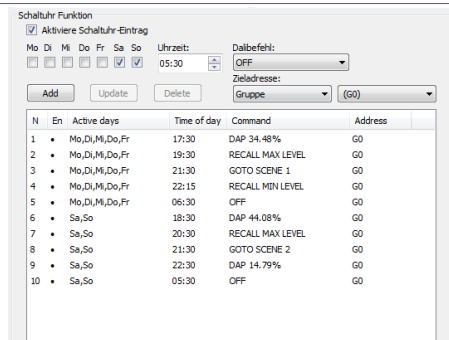 Schaltuhr Funktion
Aktiviere Schaltuhr-Eintrag
Mo Di Mi Do Fr Sa So Uhrzeit: Dalibefehl:
05:30 OFF
Zieladresse:
Add Update Delete Gruppe (G0)
N En Active days Time of day Command Address
1 • Mo,Di,Mi,Do,Fr 17:30 DAP 34.48% G0
2 • Mo,Di,Mi,Do,Fr 19:30 RECALL MAX LEVEL G0
3 • Mo,Di,Mi,Do,Fr 21:30 GOTO SCENE 1 G0
4 • Mo,Di,Mi,Do,Fr 22:15 RECALL MIN LEVEL G0
5 • Mo,Di,Mi,Do,Fr 06:30 OFF G0
6 • Sa,So 18:30 DAP 44.08% G0
7 • Sa,So 20:30 RECALL MAX LEVEL G0
8 • Sa,So 21:30 GOTO SCENE 2 G0
9 • Sa,So 22:30 DAP 14.79% G0
10 • Sa,So 05:30 OFF G0